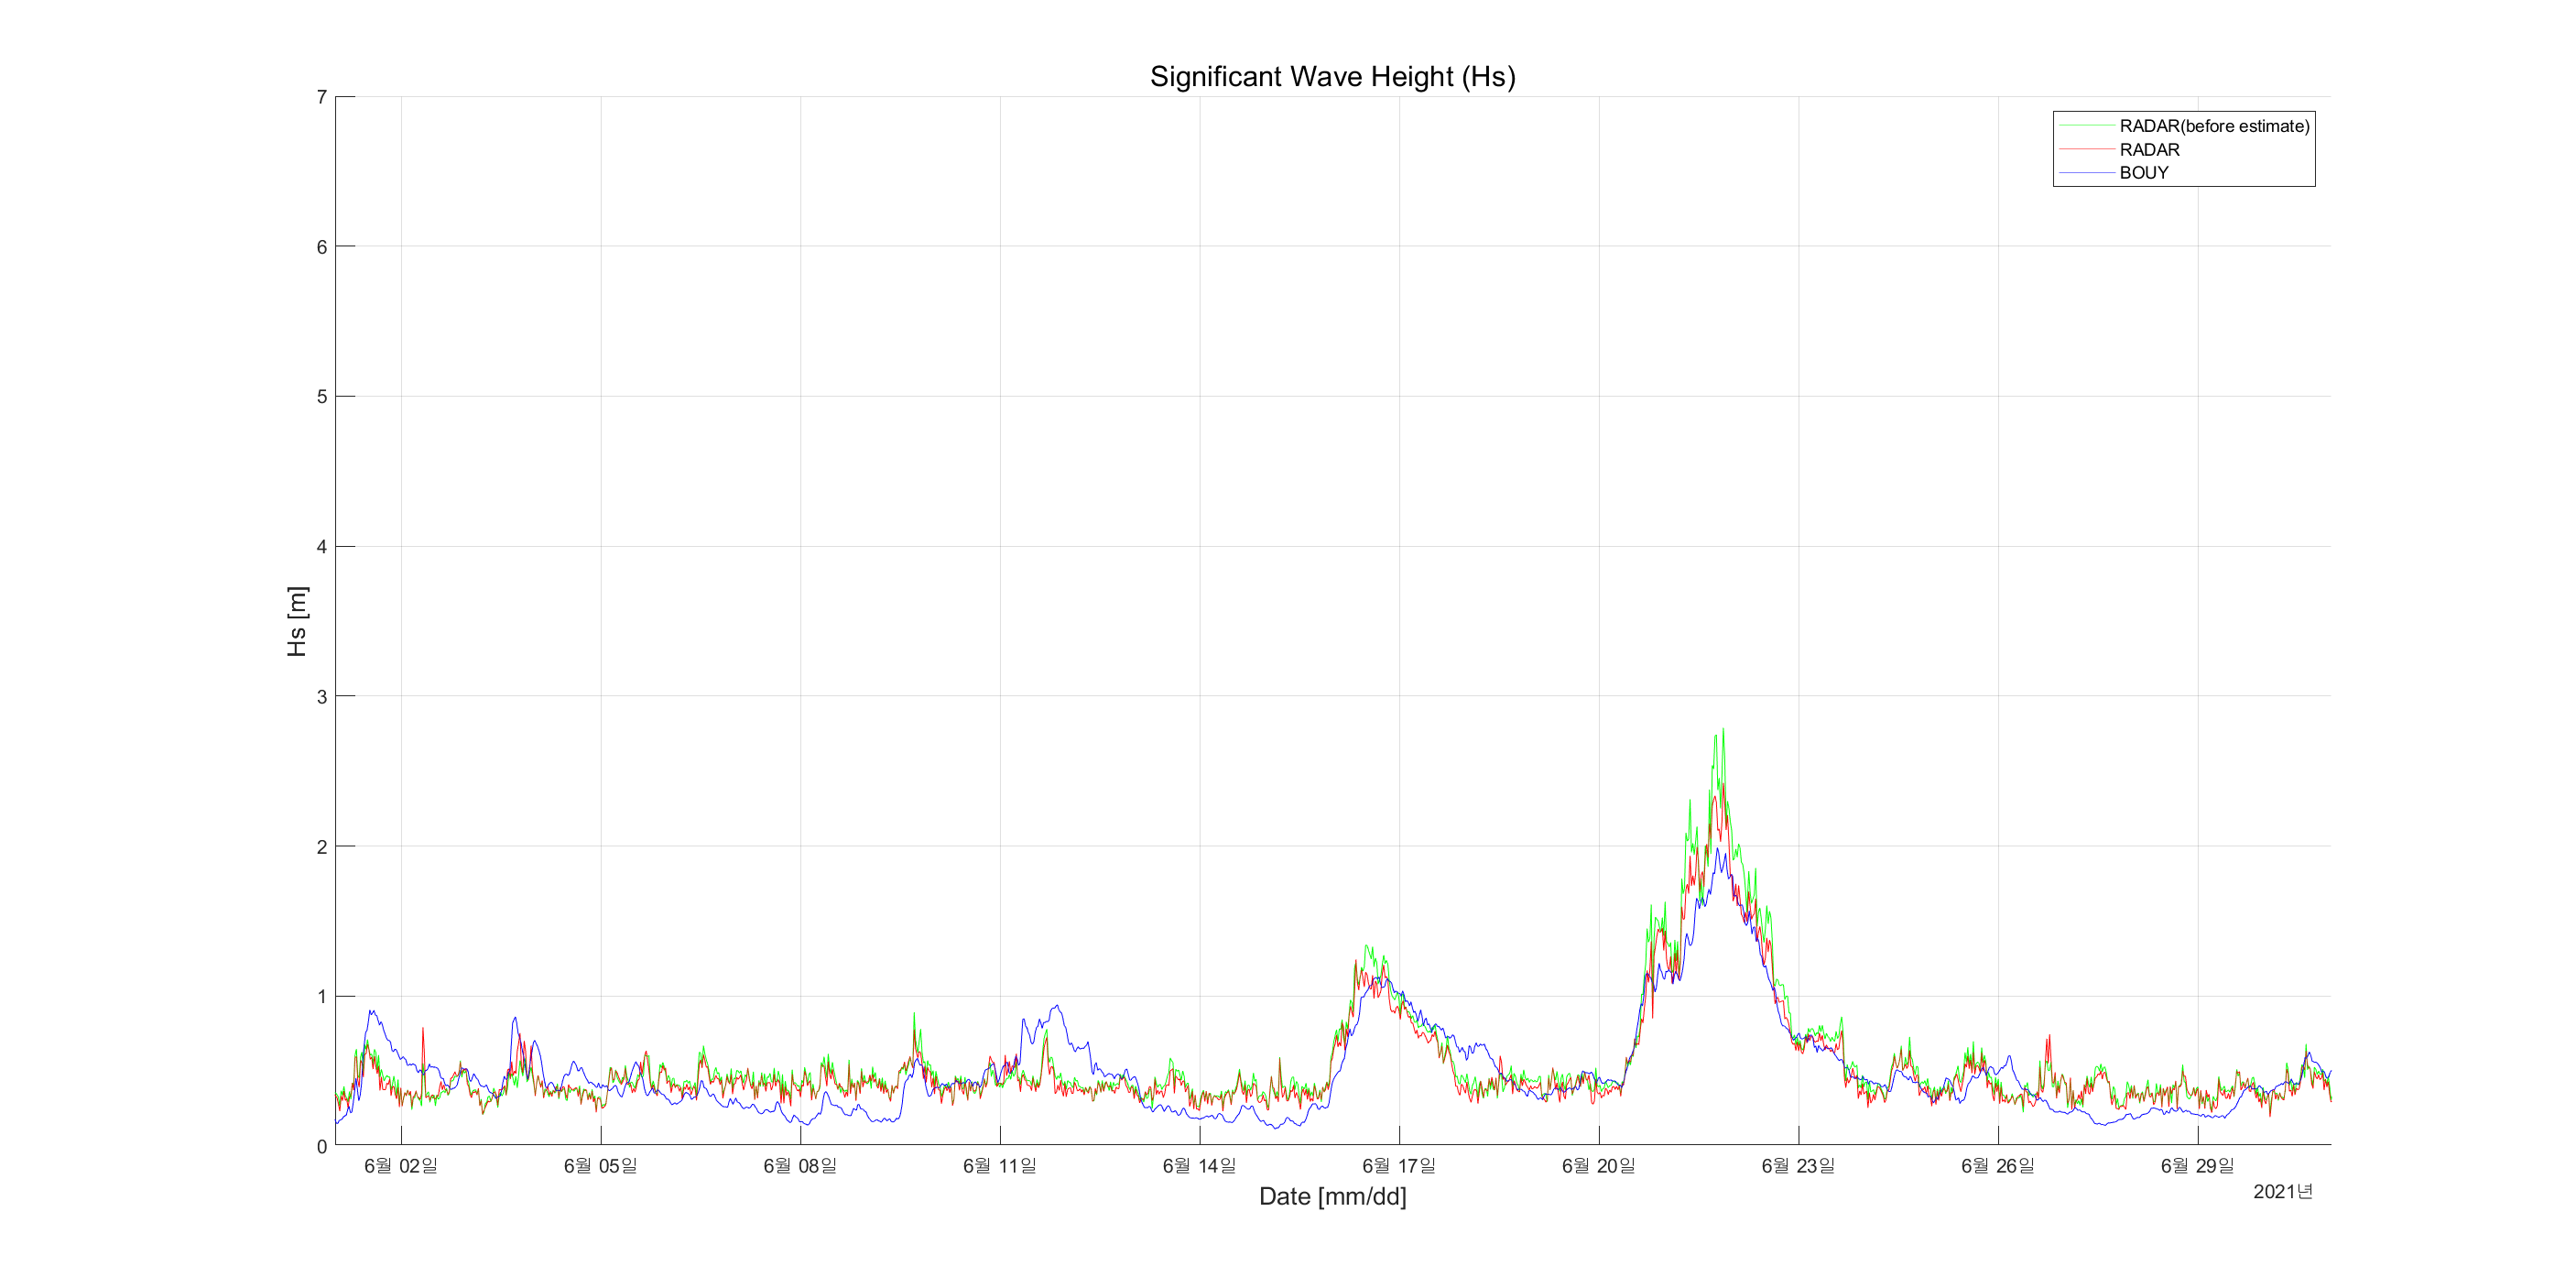 Significant Wave Height (Hs)
RADAR(before estimate)
RADAR
BOUY
Hs [m]
7
6
5
4
3
2
1
0
6월 02일
6월 05일
6월 08일
6월 11일
6월 14일
6월 17일
6월 20일
6월 23일
6월 26일
6월 29일
Date [mm/dd]
2021년